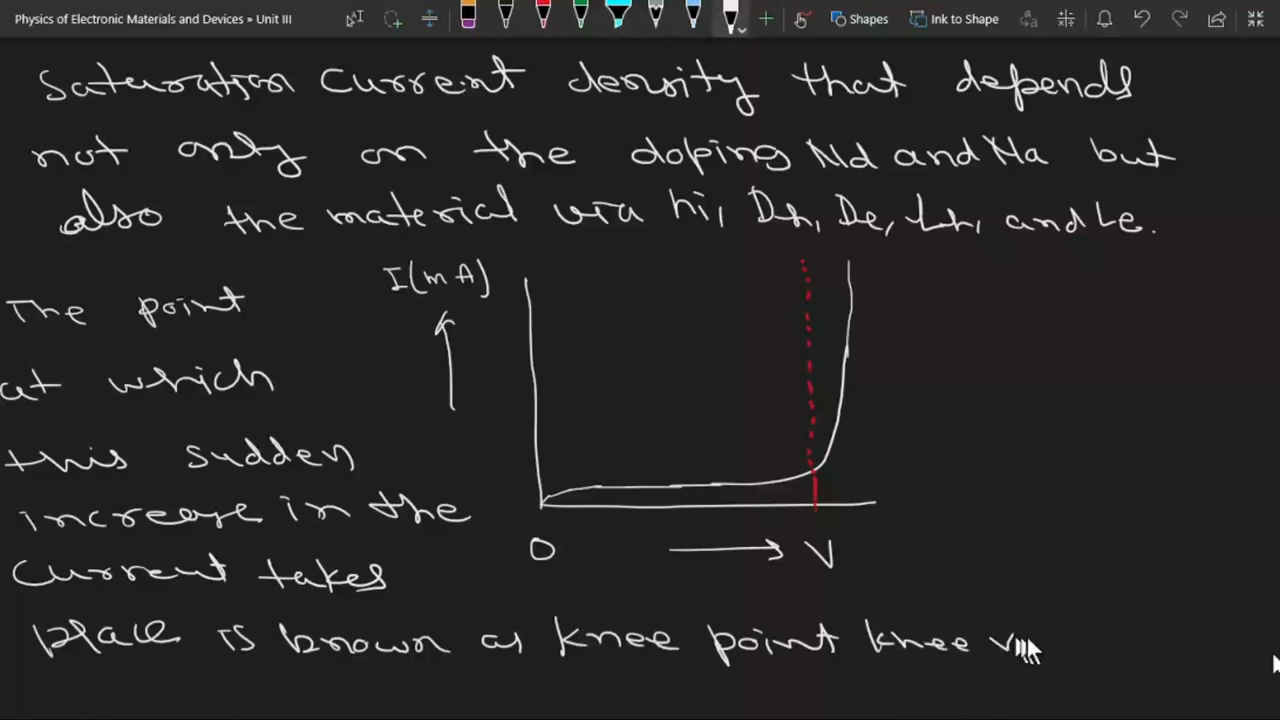 Physics of Electronic Materials and Devices » Unit III
Shapes
Ink to Shape
Saturation Current density that depends
not only on the doping Nd and Na but
also the material via ni, Dh, De, Lh, and Le.
I(mA)
The point
at which
this sudden
increase in the
Current takes
place is known as knee point knee v
O
V